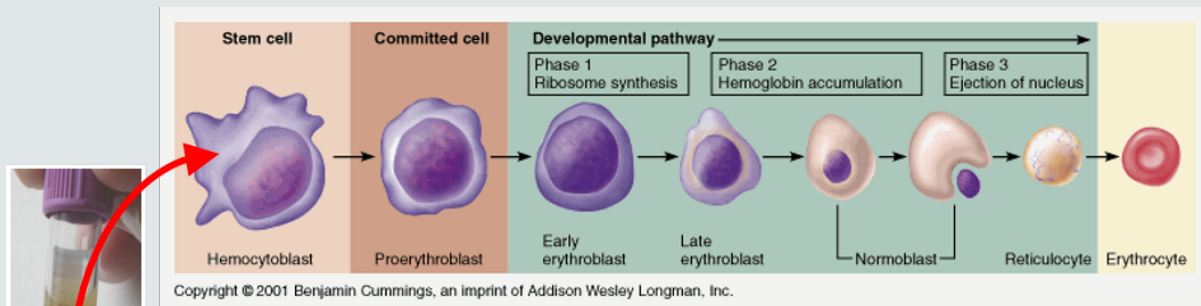 Stem cell
Committed cell
Developmental pathway
Phase 1
Ribosome synthesis
Phase 2
Hemoglobin accumulation
Phase 3
Ejection of nucleus
Hemocytoblast
Proerythroblast
Early
erythroblast
Late
erythroblast
Normoblast
Reticulocyte
Erythrocyte
Copyright © 2001 Benjamin Cummings, an imprint of Addison Wesley Longman, Inc.